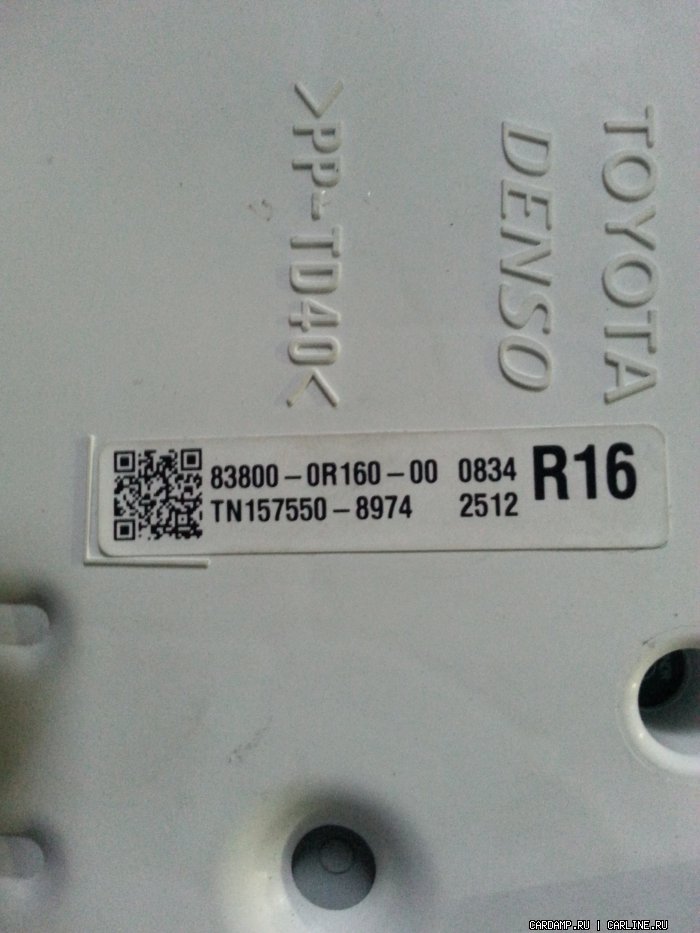 >PP-TD40<
DENSO
TOYOTA
83800-0R160-00 0834 R16
TN157550-8974 2512
CARDAMP.RU | CARLINE.RU